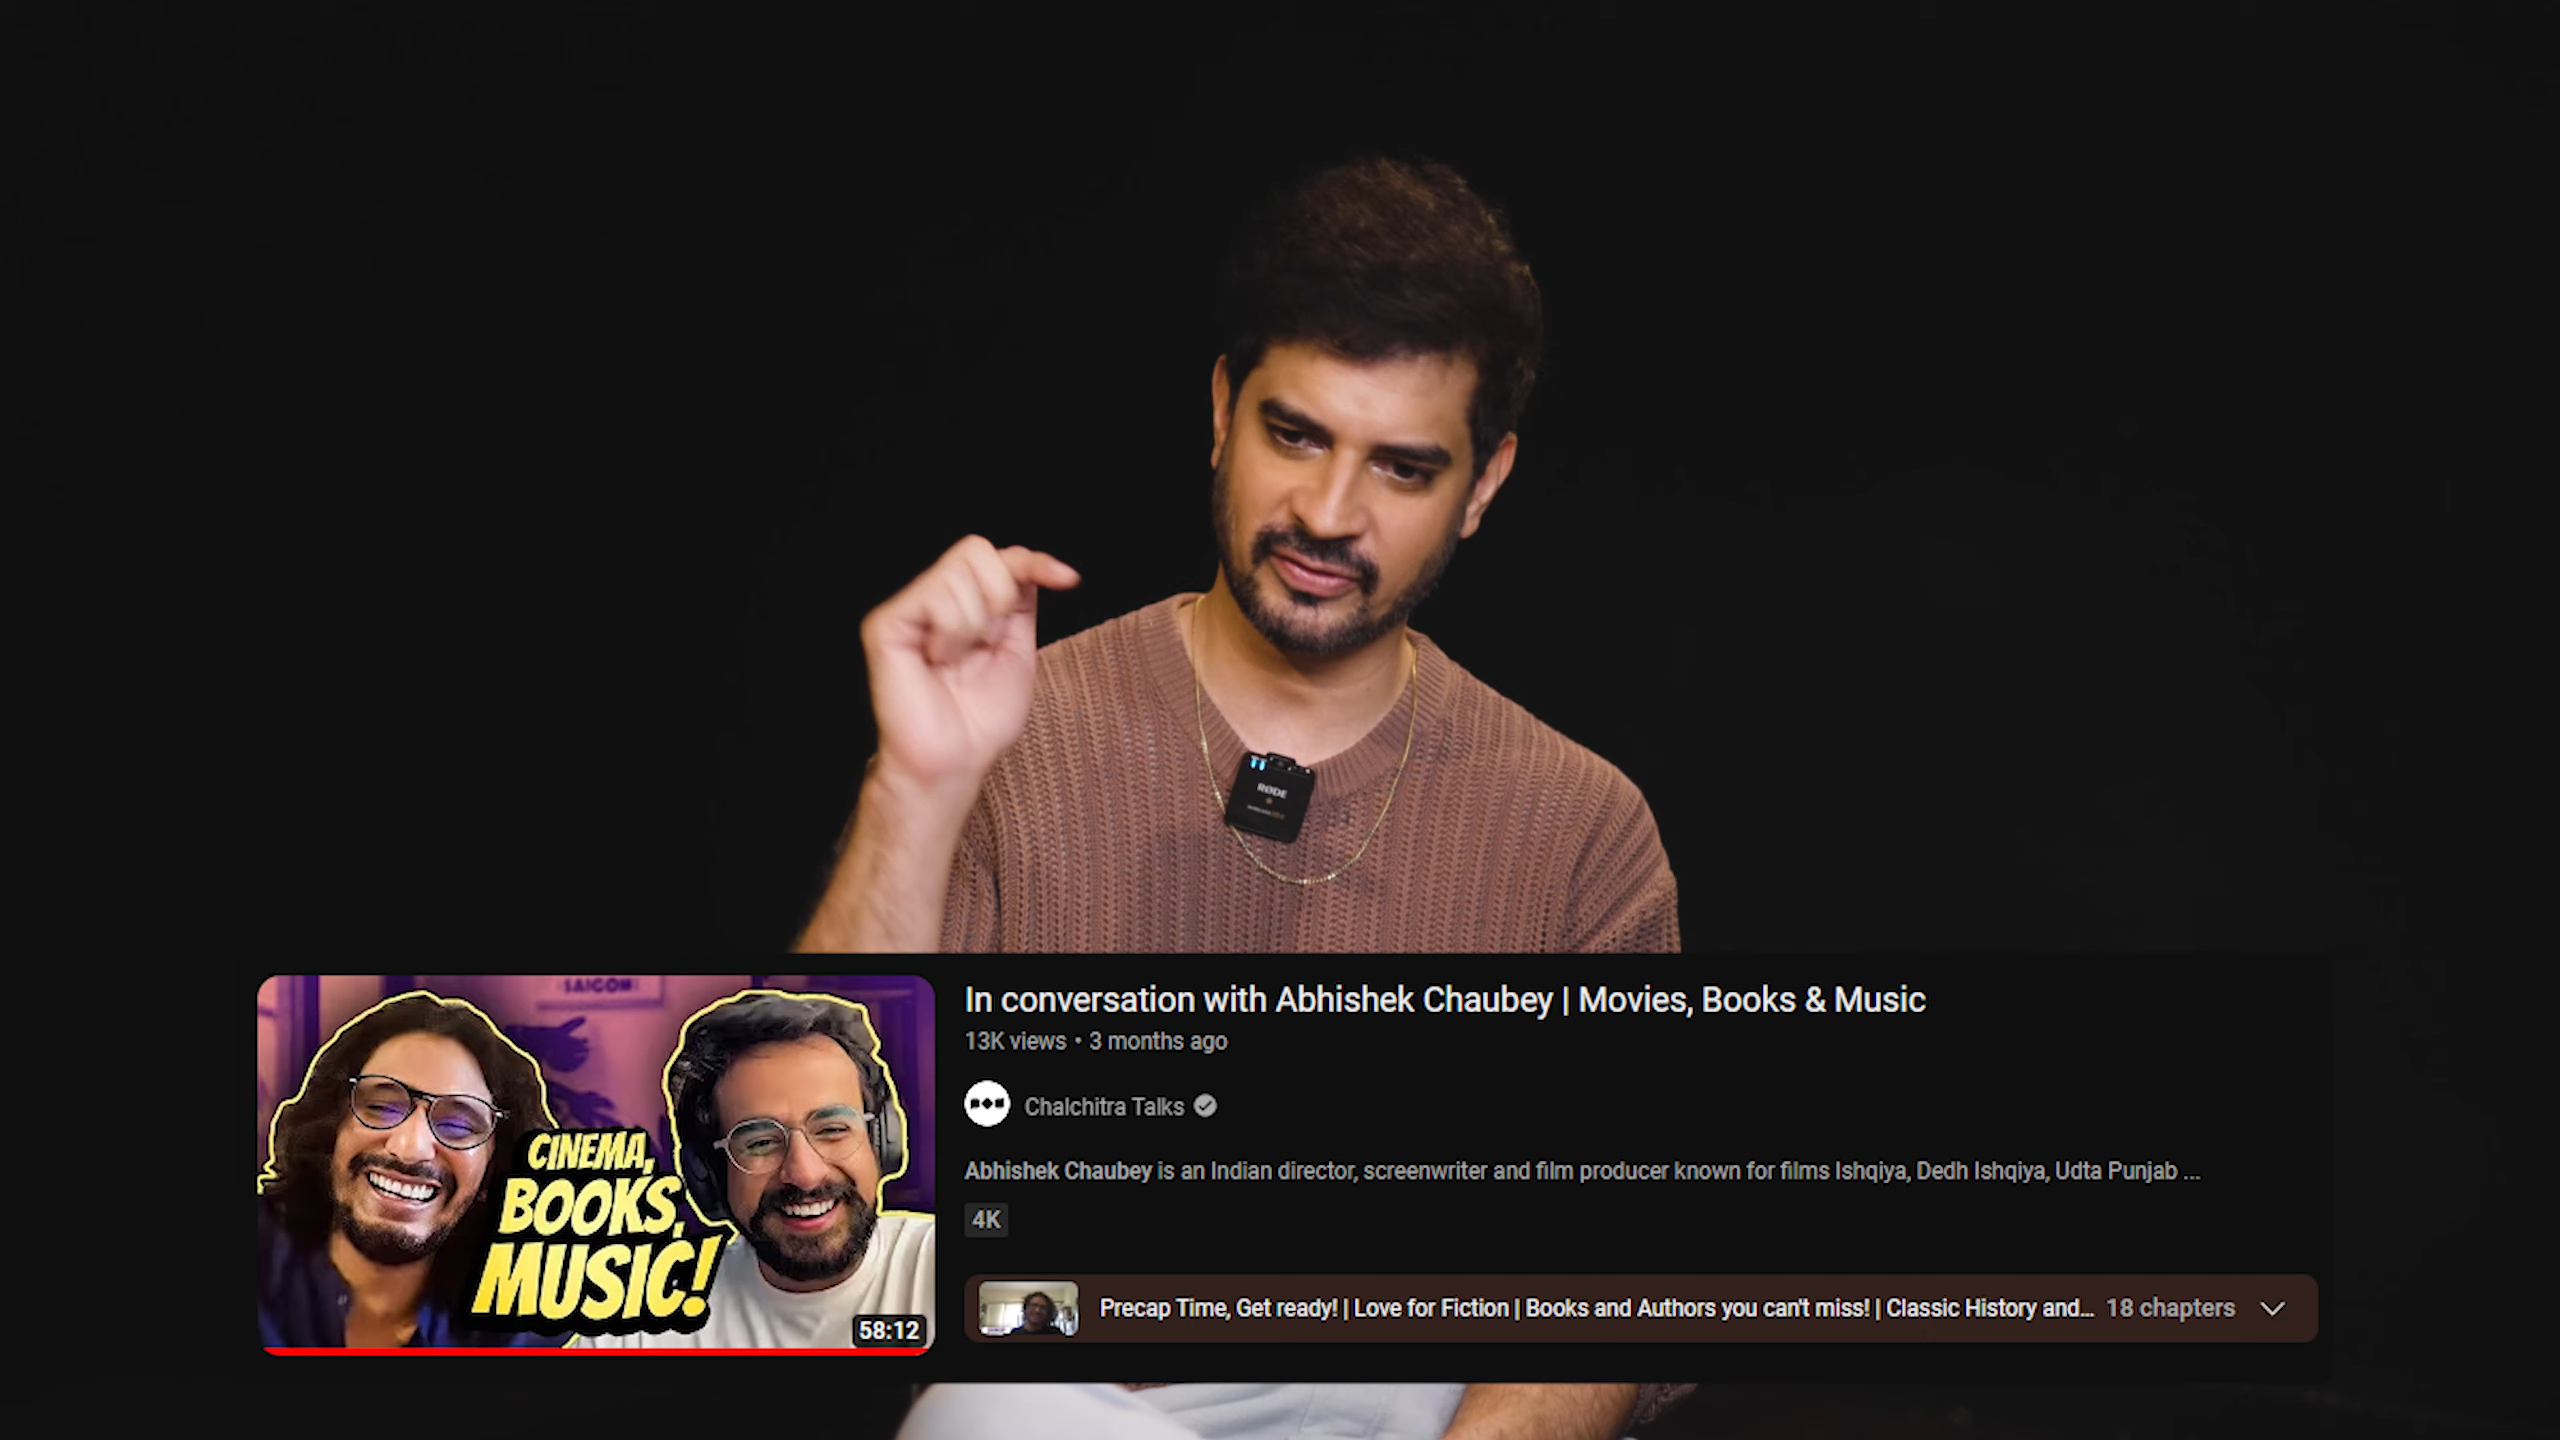 RØDE
SAIGON
CINEMA,
BOOKS,
MUSIC!
58:12
In conversation with Abhishek Chaubey | Movies, Books & Music
13K views • 3 months ago
Chalchitra Talks
Abhishek Chaubey is an Indian director, screenwriter and film producer known for films Ishqiya, Dedh Ishqiya, Udta Punjab ...
4K
Precap Time, Get ready! | Love for Fiction | Books and Authors you can't miss! | Classic History and... 18 chapters